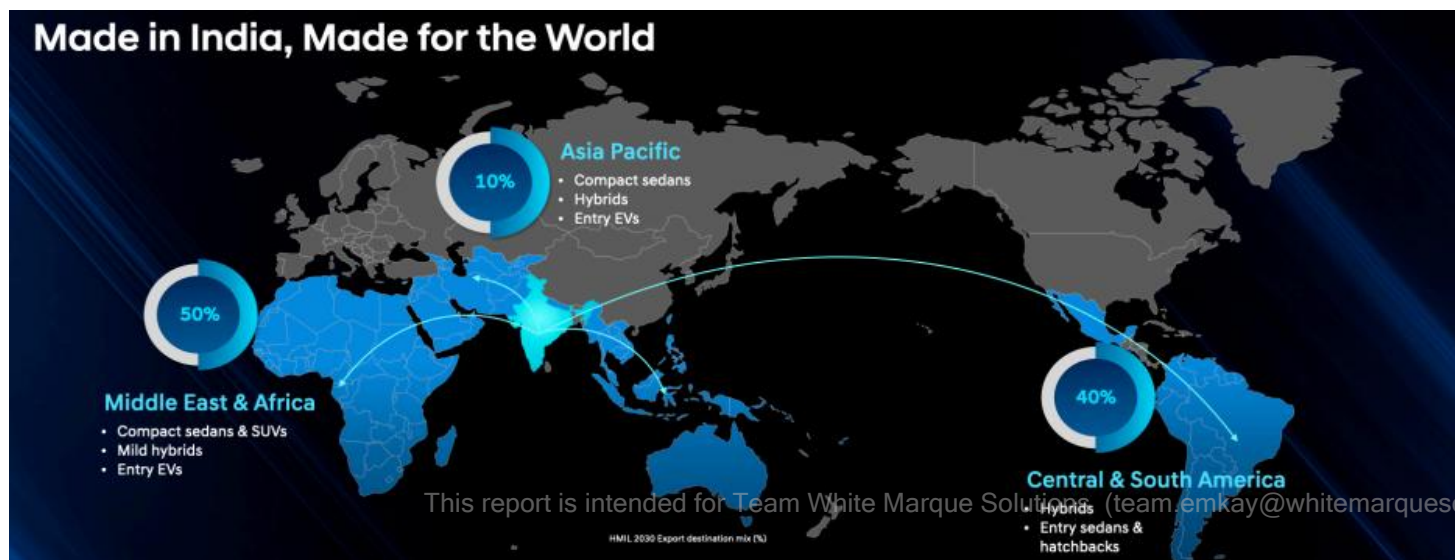 Made in India, Made for the World
10%
Asia Pacific
• Compact sedans
• Hybrids
• Entry EVs
50%
Middle East & Africa
• Compact sedans & SUVs
• Mild hybrids
• Entry EVs
40%
Central & South America
• Hybrids
• Entry sedans &
hatchbacks
This report is intended for Team White Marque Solutions (team.emkay@whitemarques
HMIL 2030 Export destination mix (%)